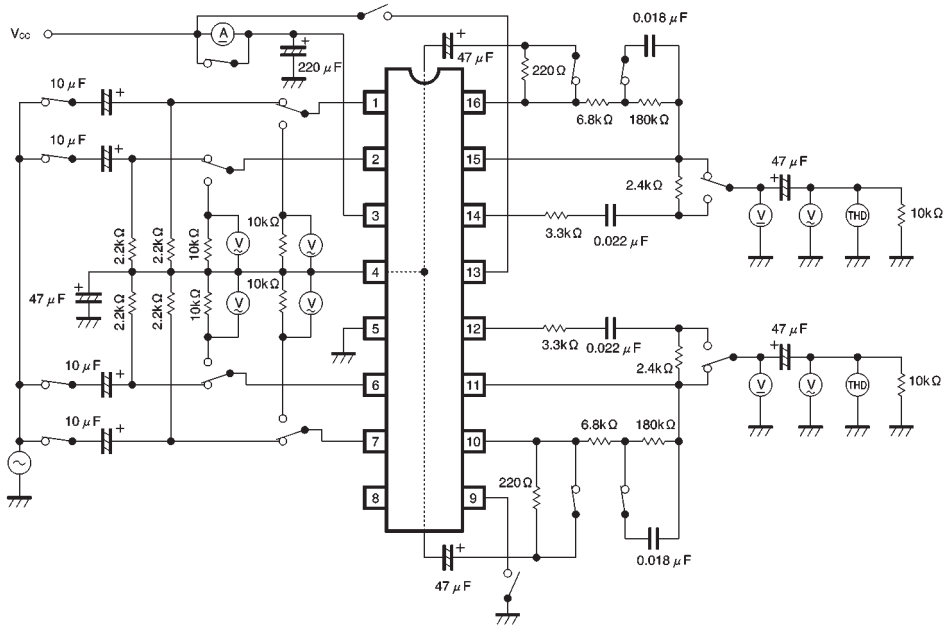 0.018 μF
Vcc
A
+
+
220 μF
47 μF
220Ω
6.8kΩ
180kΩ
10 μF
+
1
16
10 μF
+
2
15
47 μF
+
2.4kΩ
3
14
3.3kΩ
0.022 μF
V
V
THD
10kΩ
2.2kΩ
2.2kΩ
10kΩ
V
10kΩ
V
4
13
10kΩ
47 μF
+
2.2kΩ
2.2kΩ
10kΩ
V
V
5
12
3.3kΩ
0.022 μF
47 μF
+
2.4kΩ
10 μF
+
6
11
V
V
THD
10kΩ
10 μF
+
7
10
6.8kΩ
180kΩ
220Ω
8
9
+
47 μF
0.018 μF